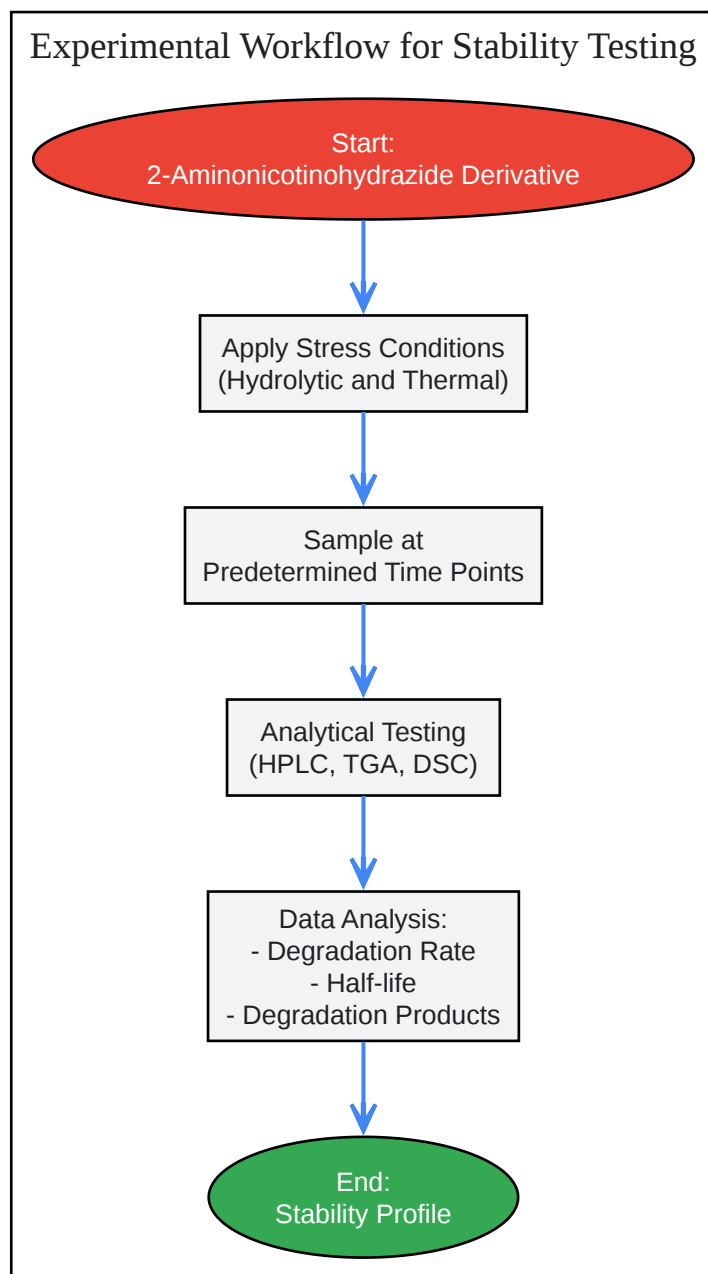 Experimental Workflow for Stability Testing
Start:
2-Aminonicotinohydrazide Derivative
Apply Stress Conditions
(Hydrolytic and Thermal)
Sample at
Predetermined Time Points
Analytical Testing
(HPLC, TGA, DSC)
Data Analysis:
- Degradation Rate
- Half-life
- Degradation Products
End:
Stability Profile